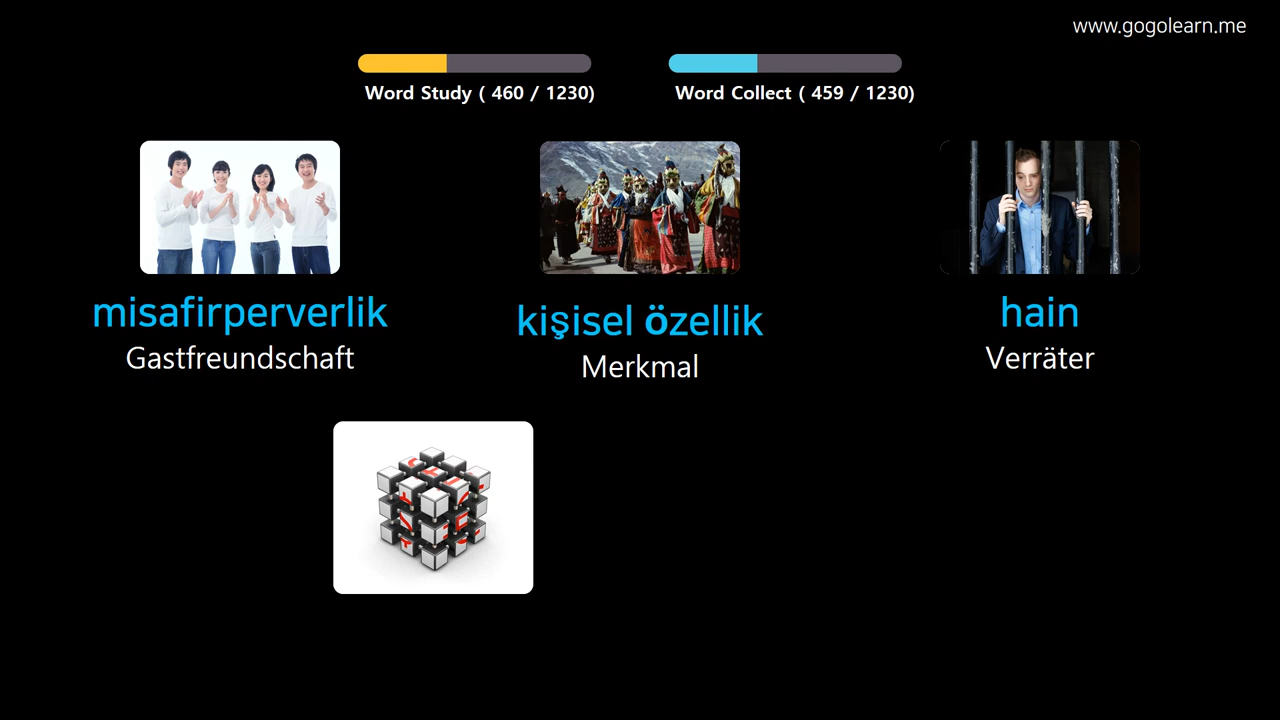 www.gogolearn.me
Word Study ( 460 / 1230)
Word Collect ( 459 / 1230)
misafirperverlik
Gastfreundschaft
kişisel özellik
Merkmal
hain
Verräter